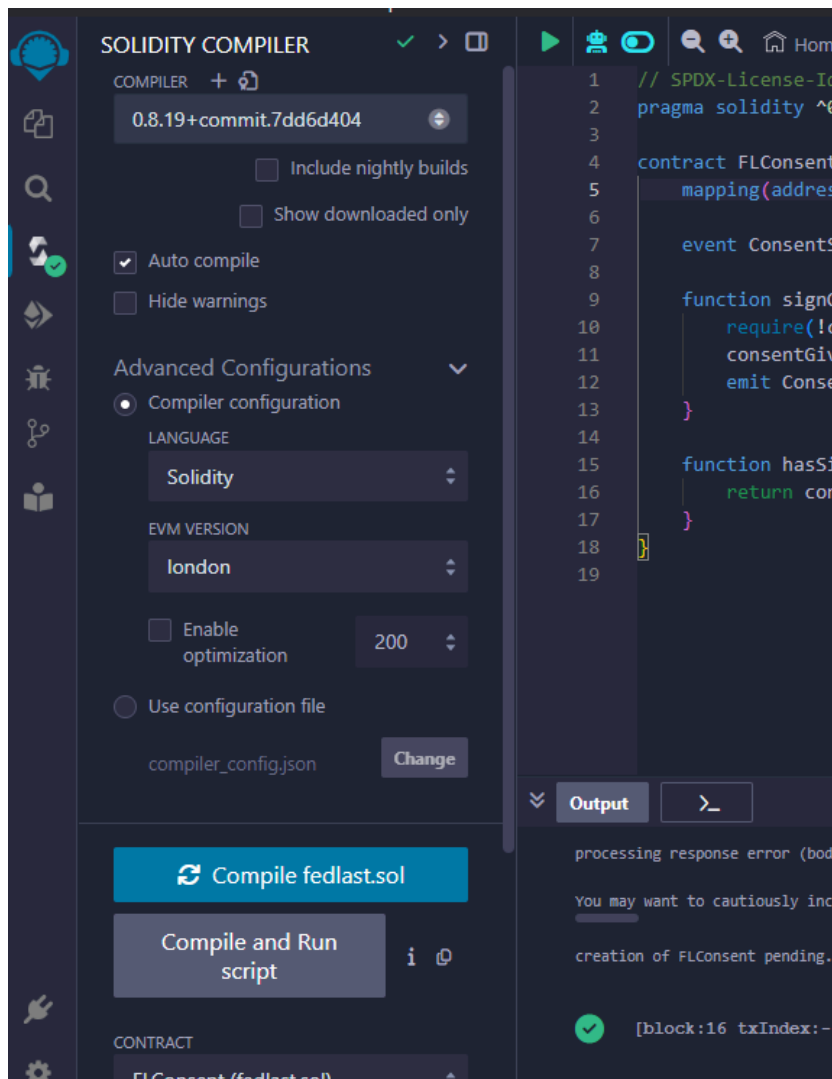 SOLIDITY COMPILER
COMPILER
0.8.19+commit.7dd6d404
Include nightly builds
Show downloaded only
Auto compile
Hide warnings
Advanced Configurations
Compiler configuration
LANGUAGE
Solidity
EVM VERSION
london
Enable
optimization
200
Use configuration file
compiler_config.json
Change
Compile fedlast.sol
Compile and Run
script
i
CONTRACT
FLConsent (fedlast.sol)
Hom
1 // SPDX-License-Id
2 pragma solidity ^0
3
4 contract FLConsent
5 mapping(addres
6
7 event ConsentS
8
9 function signC
10 require(!c
11 consentGiv
12 emit Conse
13 }
14
15 function hasSi
16 return con
17 }
18 }
19
Output
>_
processing response error (bod
You may want to cautiously inc
creation of FLConsent pending.
[block:16 txIndex:-